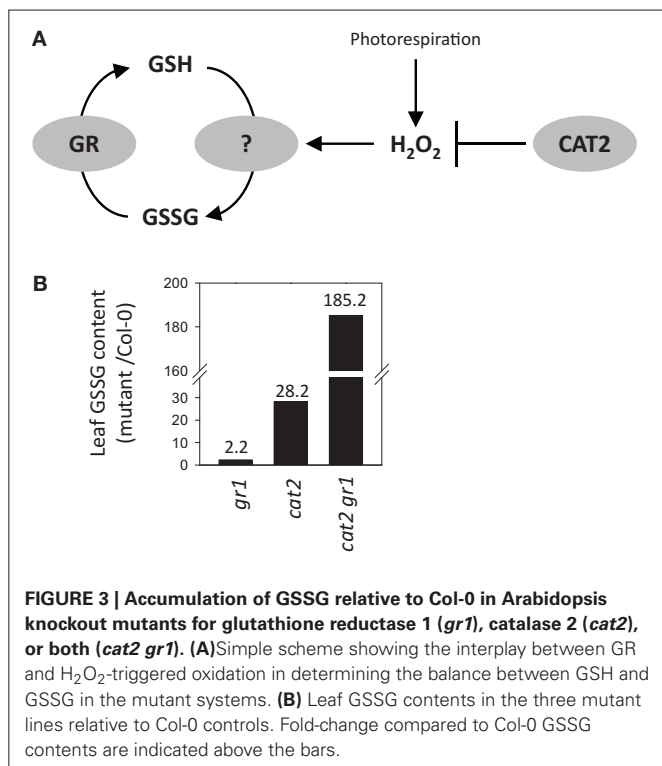 A
Photorespiration
GSH
GR
?
H₂O₂
CAT2
GSSG
B
Leaf GSSG content
(mutant /Col-0)
200
180
160
30
20
10
0
2.2
28.2
185.2
gr1
cat2
cat2 gr1
FIGURE 3 | Accumulation of GSSG relative to Col-0 in Arabidopsis
knockout mutants for glutathione reductase 1 (gr1), catalase 2 (cat2),
or both (cat2 gr1). (A)Simple scheme showing the interplay between GR
and H₂O₂-triggered oxidation in determining the balance between GSH and
GSSG in the mutant systems. (B) Leaf GSSG contents in the three mutant
lines relative to Col-0 controls. Fold-change compared to Col-0 GSSG
contents are indicated above the bars.